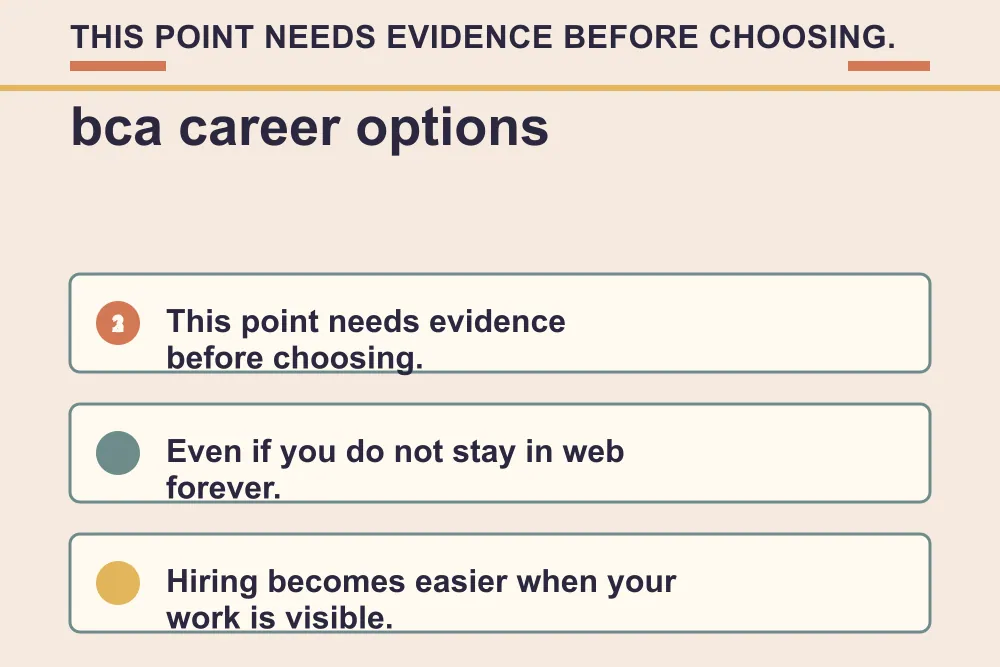 THIS POINT NEEDS EVIDENCE BEFORE CHOOSING.
bca career options
This point needs evidence
before choosing.
Even if you do not stay in web
forever.
Hiring becomes easier when your
work is visible.